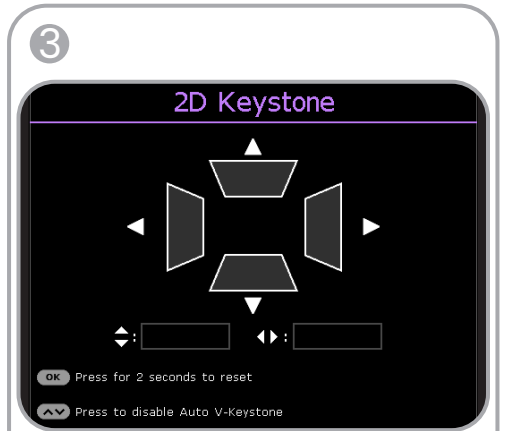 3
2D Keystone
:
:
OK Press for 2 seconds to reset
Press to disable Auto V-Keystone